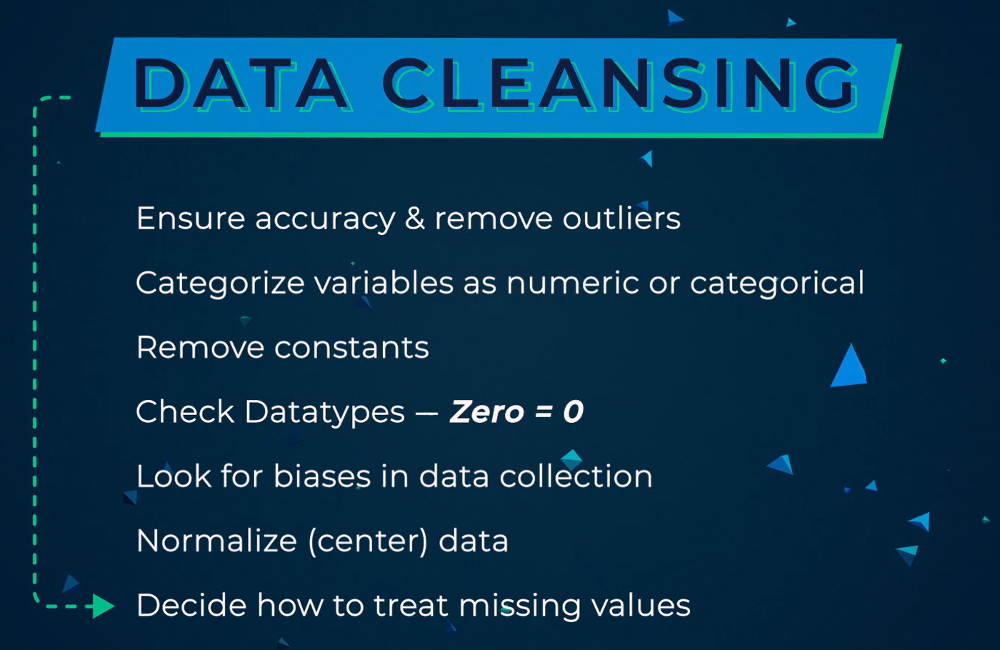 DATA CLEANSING
Ensure accuracy & remove outliers
Categorize variables as numeric or categorical
Remove constants
Check Datatypes – Zero = 0
Look for biases in data collection
Normalize (center) data
Decide how to treat missing values